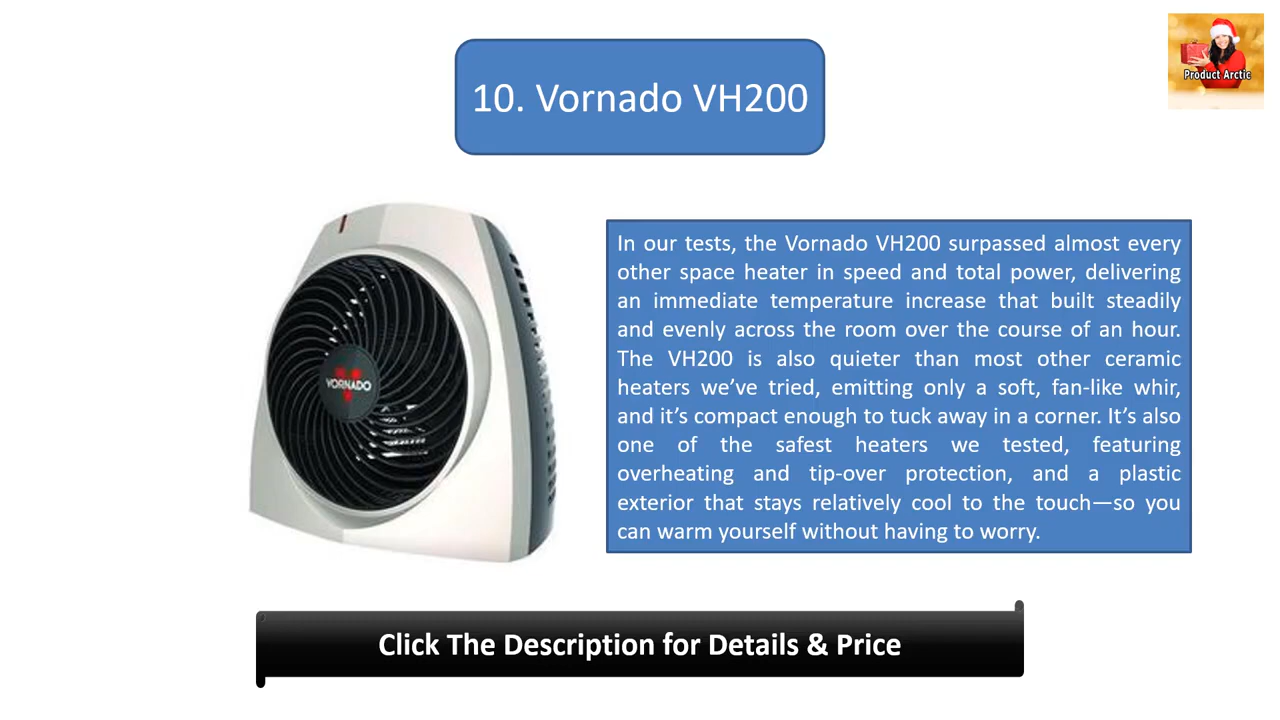 Product Arctic
10. Vornado VH200
In our tests, the Vornado VH200 surpassed almost every
other space heater in speed and total power, delivering
an immediate temperature increase that built steadily
and evenly across the room over the course of an hour.
The VH200 is also quieter than most other ceramic
heaters we’ve tried, emitting only a soft, fan-like whir,
and it’s compact enough to tuck away in a corner. It’s also
one of the safest heaters we tested, featuring
overheating and tip-over protection, and a plastic
exterior that stays relatively cool to the touch—so you
can warm yourself without having to worry.
VORNADO
Click The Description for Details & Price